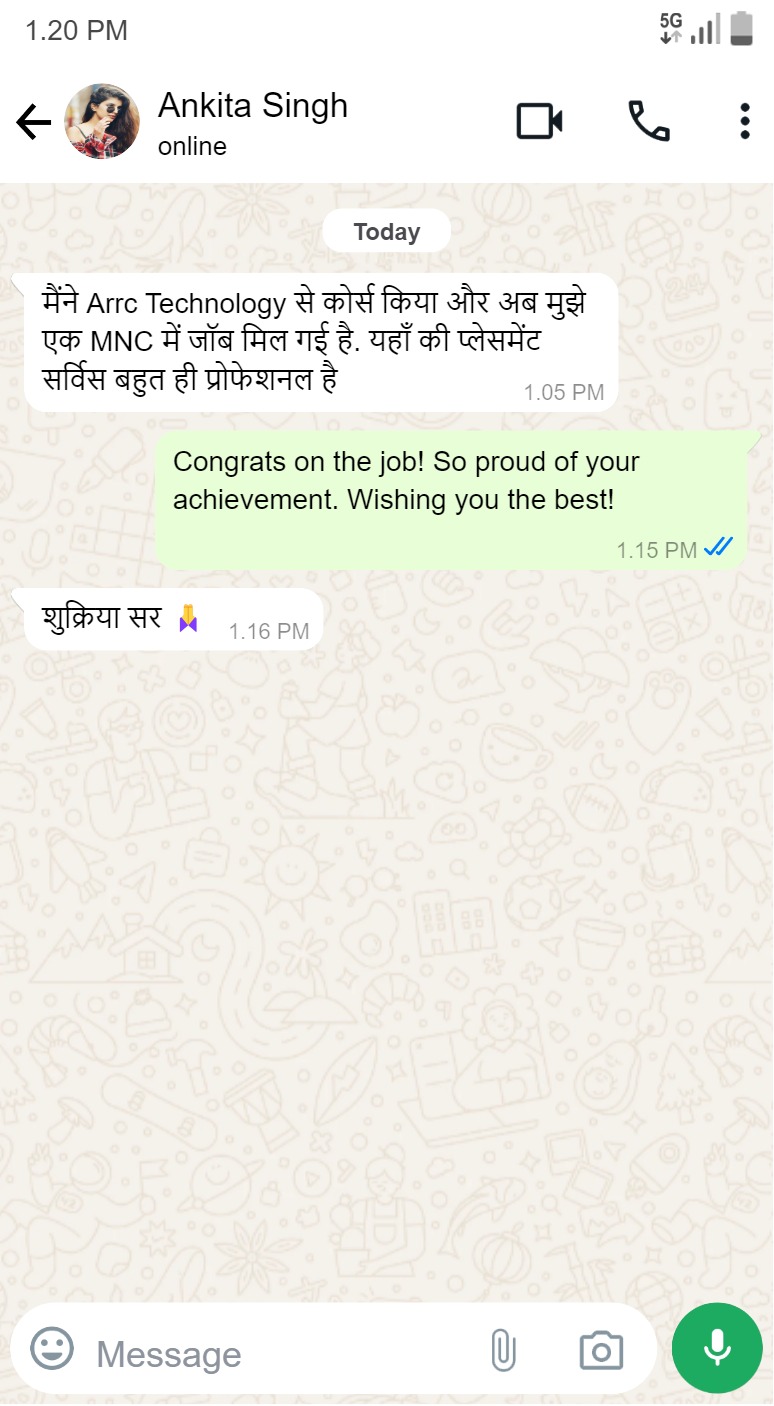 1.20 PM
5G
Ankita Singh
online
Today
मैंने Arrc Technology से कोर्स किया और अब मुझे
एक MNC में जॉब मिल गई है. यहाँ की प्लेसमेंट
सर्विस बहुत ही प्रोफेशनल है
1.05 PM
Congrats on the job! So proud of your
achievement. Wishing you the best!
1.15 PM
शुक्रिया सर 🙏
1.16 PM
Message